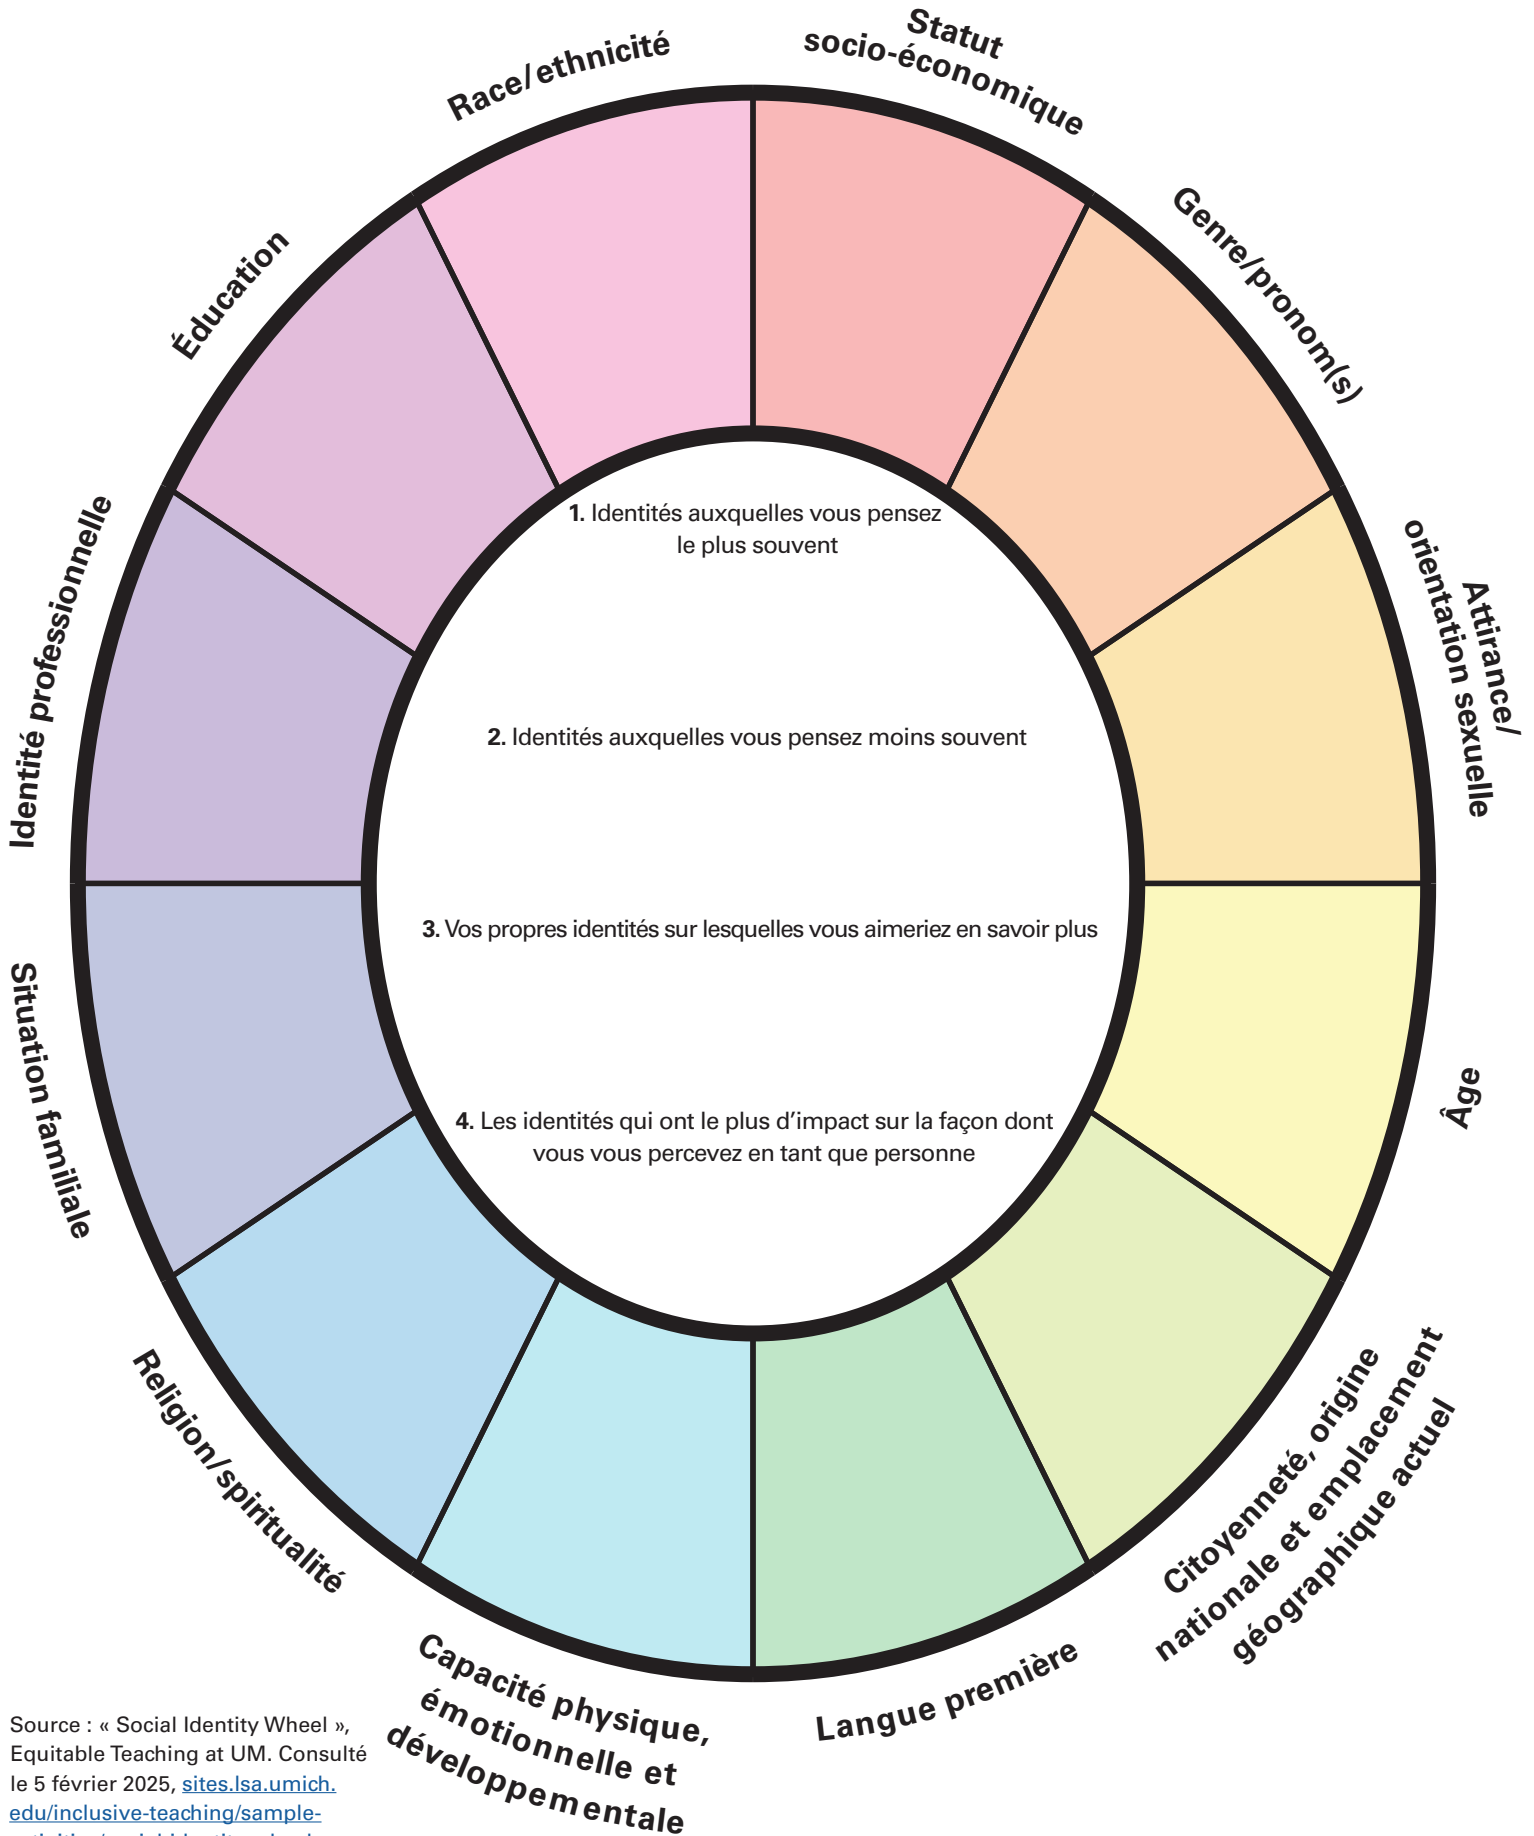 Statut
socio-économique
Genre/pronom(s)
Attirance/
orientation sexuelle
Âge
Citoyenneté, origine
nationale et emplacement
géographique actuel
Langue première
Capacité physique,
émotionnelle et
développementale
Religion/spiritualité
Situation familiale
Identité professionnelle
Éducation
Race/ethnicité
1. Identités auxquelles vous pensez
le plus souvent
2. Identités auxquelles vous pensez moins souvent
3. Vos propres identités sur lesquelles vous aimeriez en savoir plus
4. Les identités qui ont le plus d’impact sur la façon dont
vous vous percevez en tant que personne
Source : « Social Identity Wheel »,
Equitable Teaching at UM. Consulté
le 5 février 2025, sites.lsa.umich.
edu/inclusive-teaching/sample-